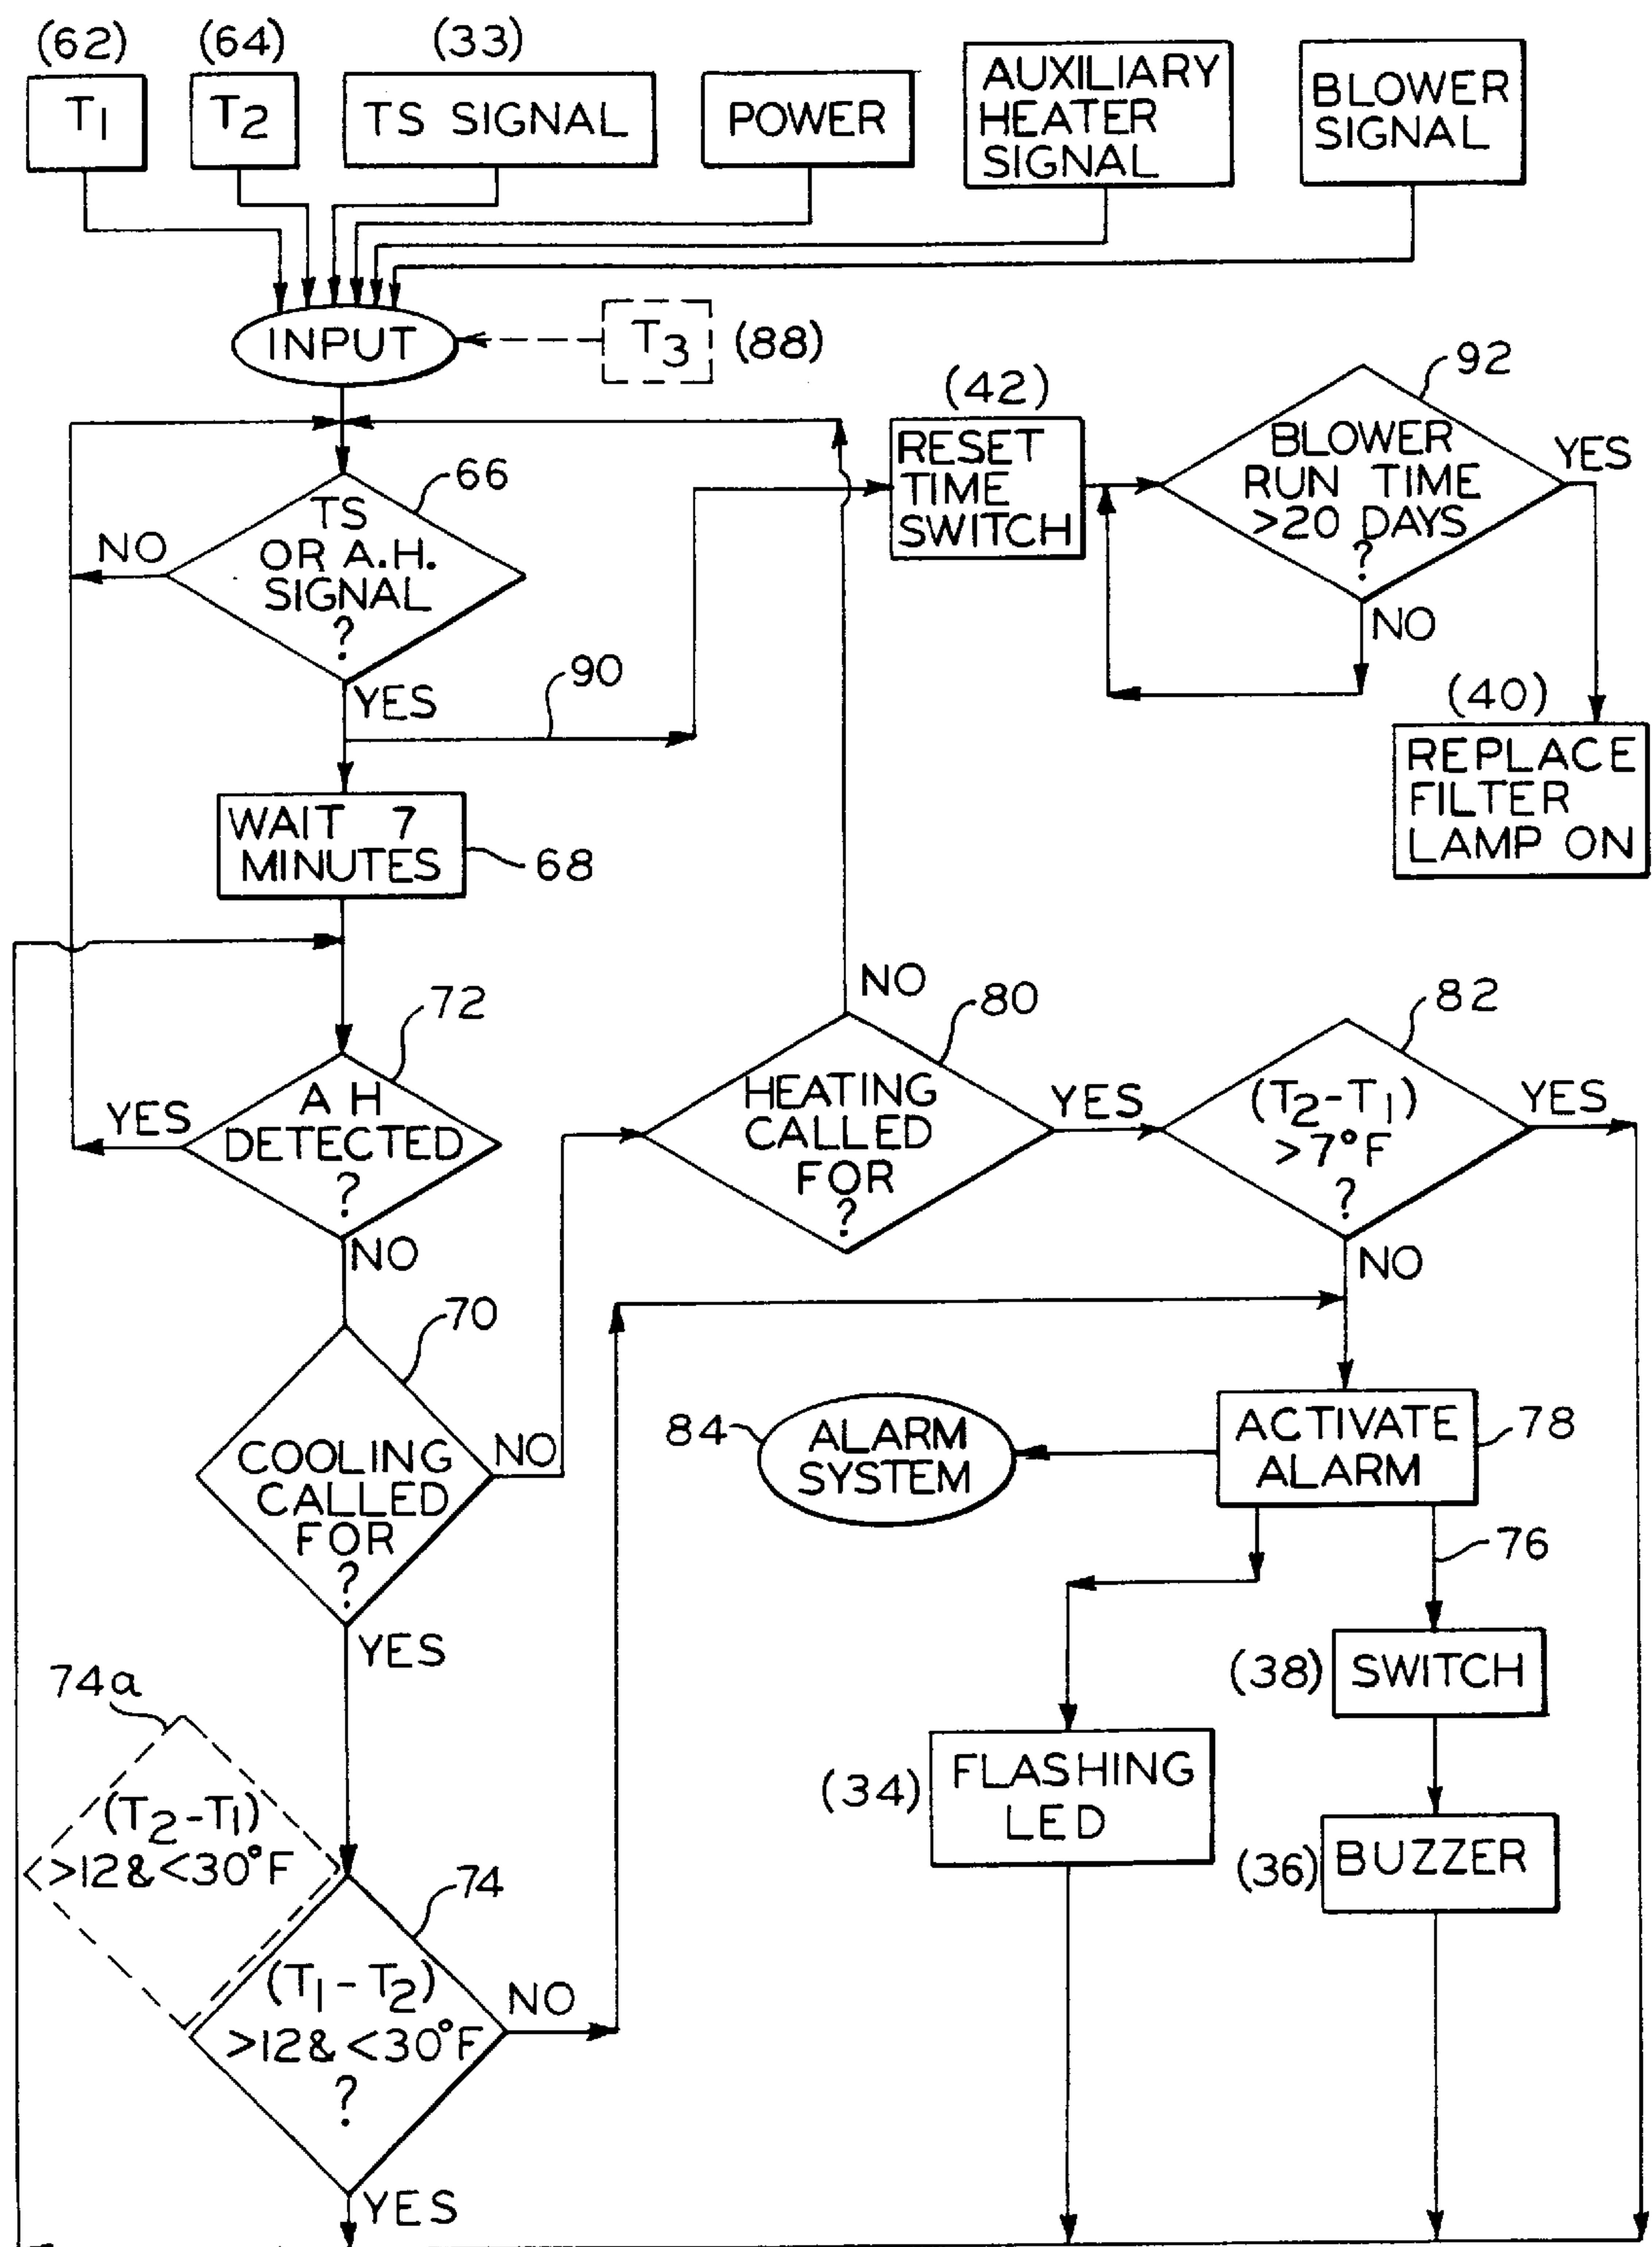 (62)
(64)
(33)
T1
T2
TS SIGNAL
POWER
AUXILIARY
HEATER
SIGNAL
BLOWER
SIGNAL
INPUT
T3
(88)
(42)
RESET
TIME
SWITCH
92
BLOWER
RUN TIME
>20 DAYS
?
YES
NO
(40)
REPLACE
FILTER
LAMP ON
66
TS
OR A.H.
SIGNAL
?
NO
YES
90
WAIT 7
MINUTES
68
72
A H
DETECTED
?
YES
NO
80
NO
HEATING
CALLED
FOR
?
YES
82
(T2-T1)
>7°F
?
YES
NO
70
COOLING
CALLED
FOR
?
NO
YES
84
ALARM
SYSTEM
ACTIVATE
ALARM
78
76
(38)
SWITCH
(34)
FLASHING
LED
(36)
BUZZER
74a
(T2-T1)
>12&<30°F
74
(T1-T2)
>12&<30°F
?
NO
YES